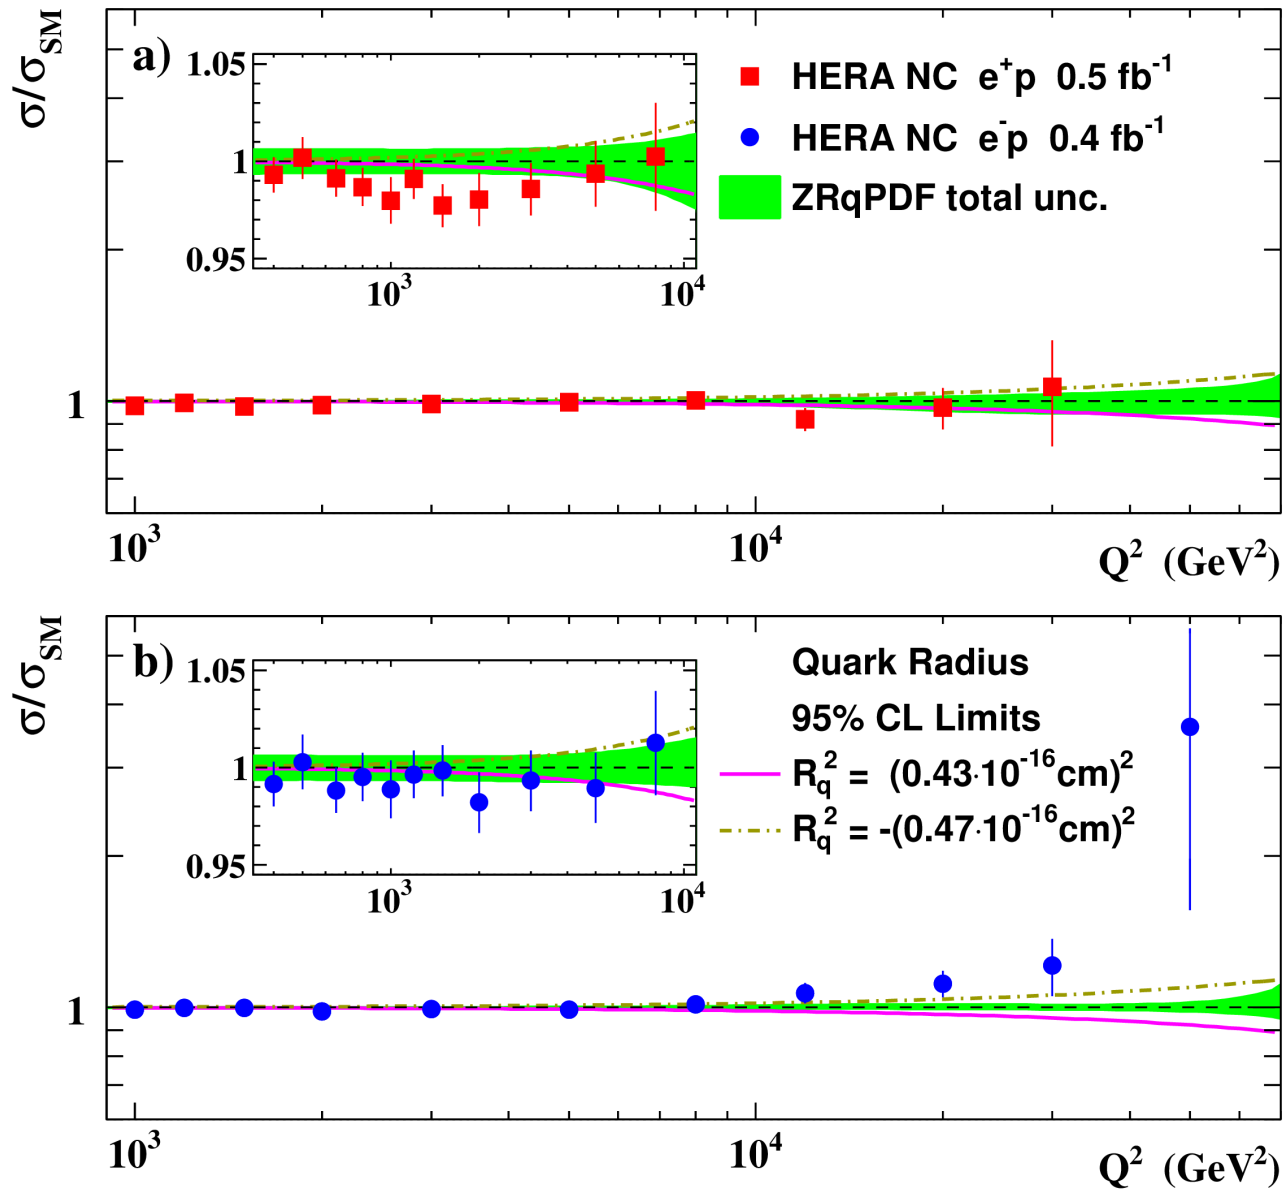 σ/σSM
a)
1.05
1
0.95
10³
10⁴
HERA NC e⁺p 0.5 fb⁻¹
HERA NC e⁻p 0.4 fb⁻¹
ZRqPDF total unc.
1
10³
10⁴
Q² (GeV²)
σ/σSM
b)
1.05
1
0.95
10³
10⁴
Quark Radius
95% CL Limits
Rq² = (0.43·10⁻¹⁶cm)²
Rq² = -(0.47·10⁻¹⁶cm)²
1
10³
10⁴
Q² (GeV²)